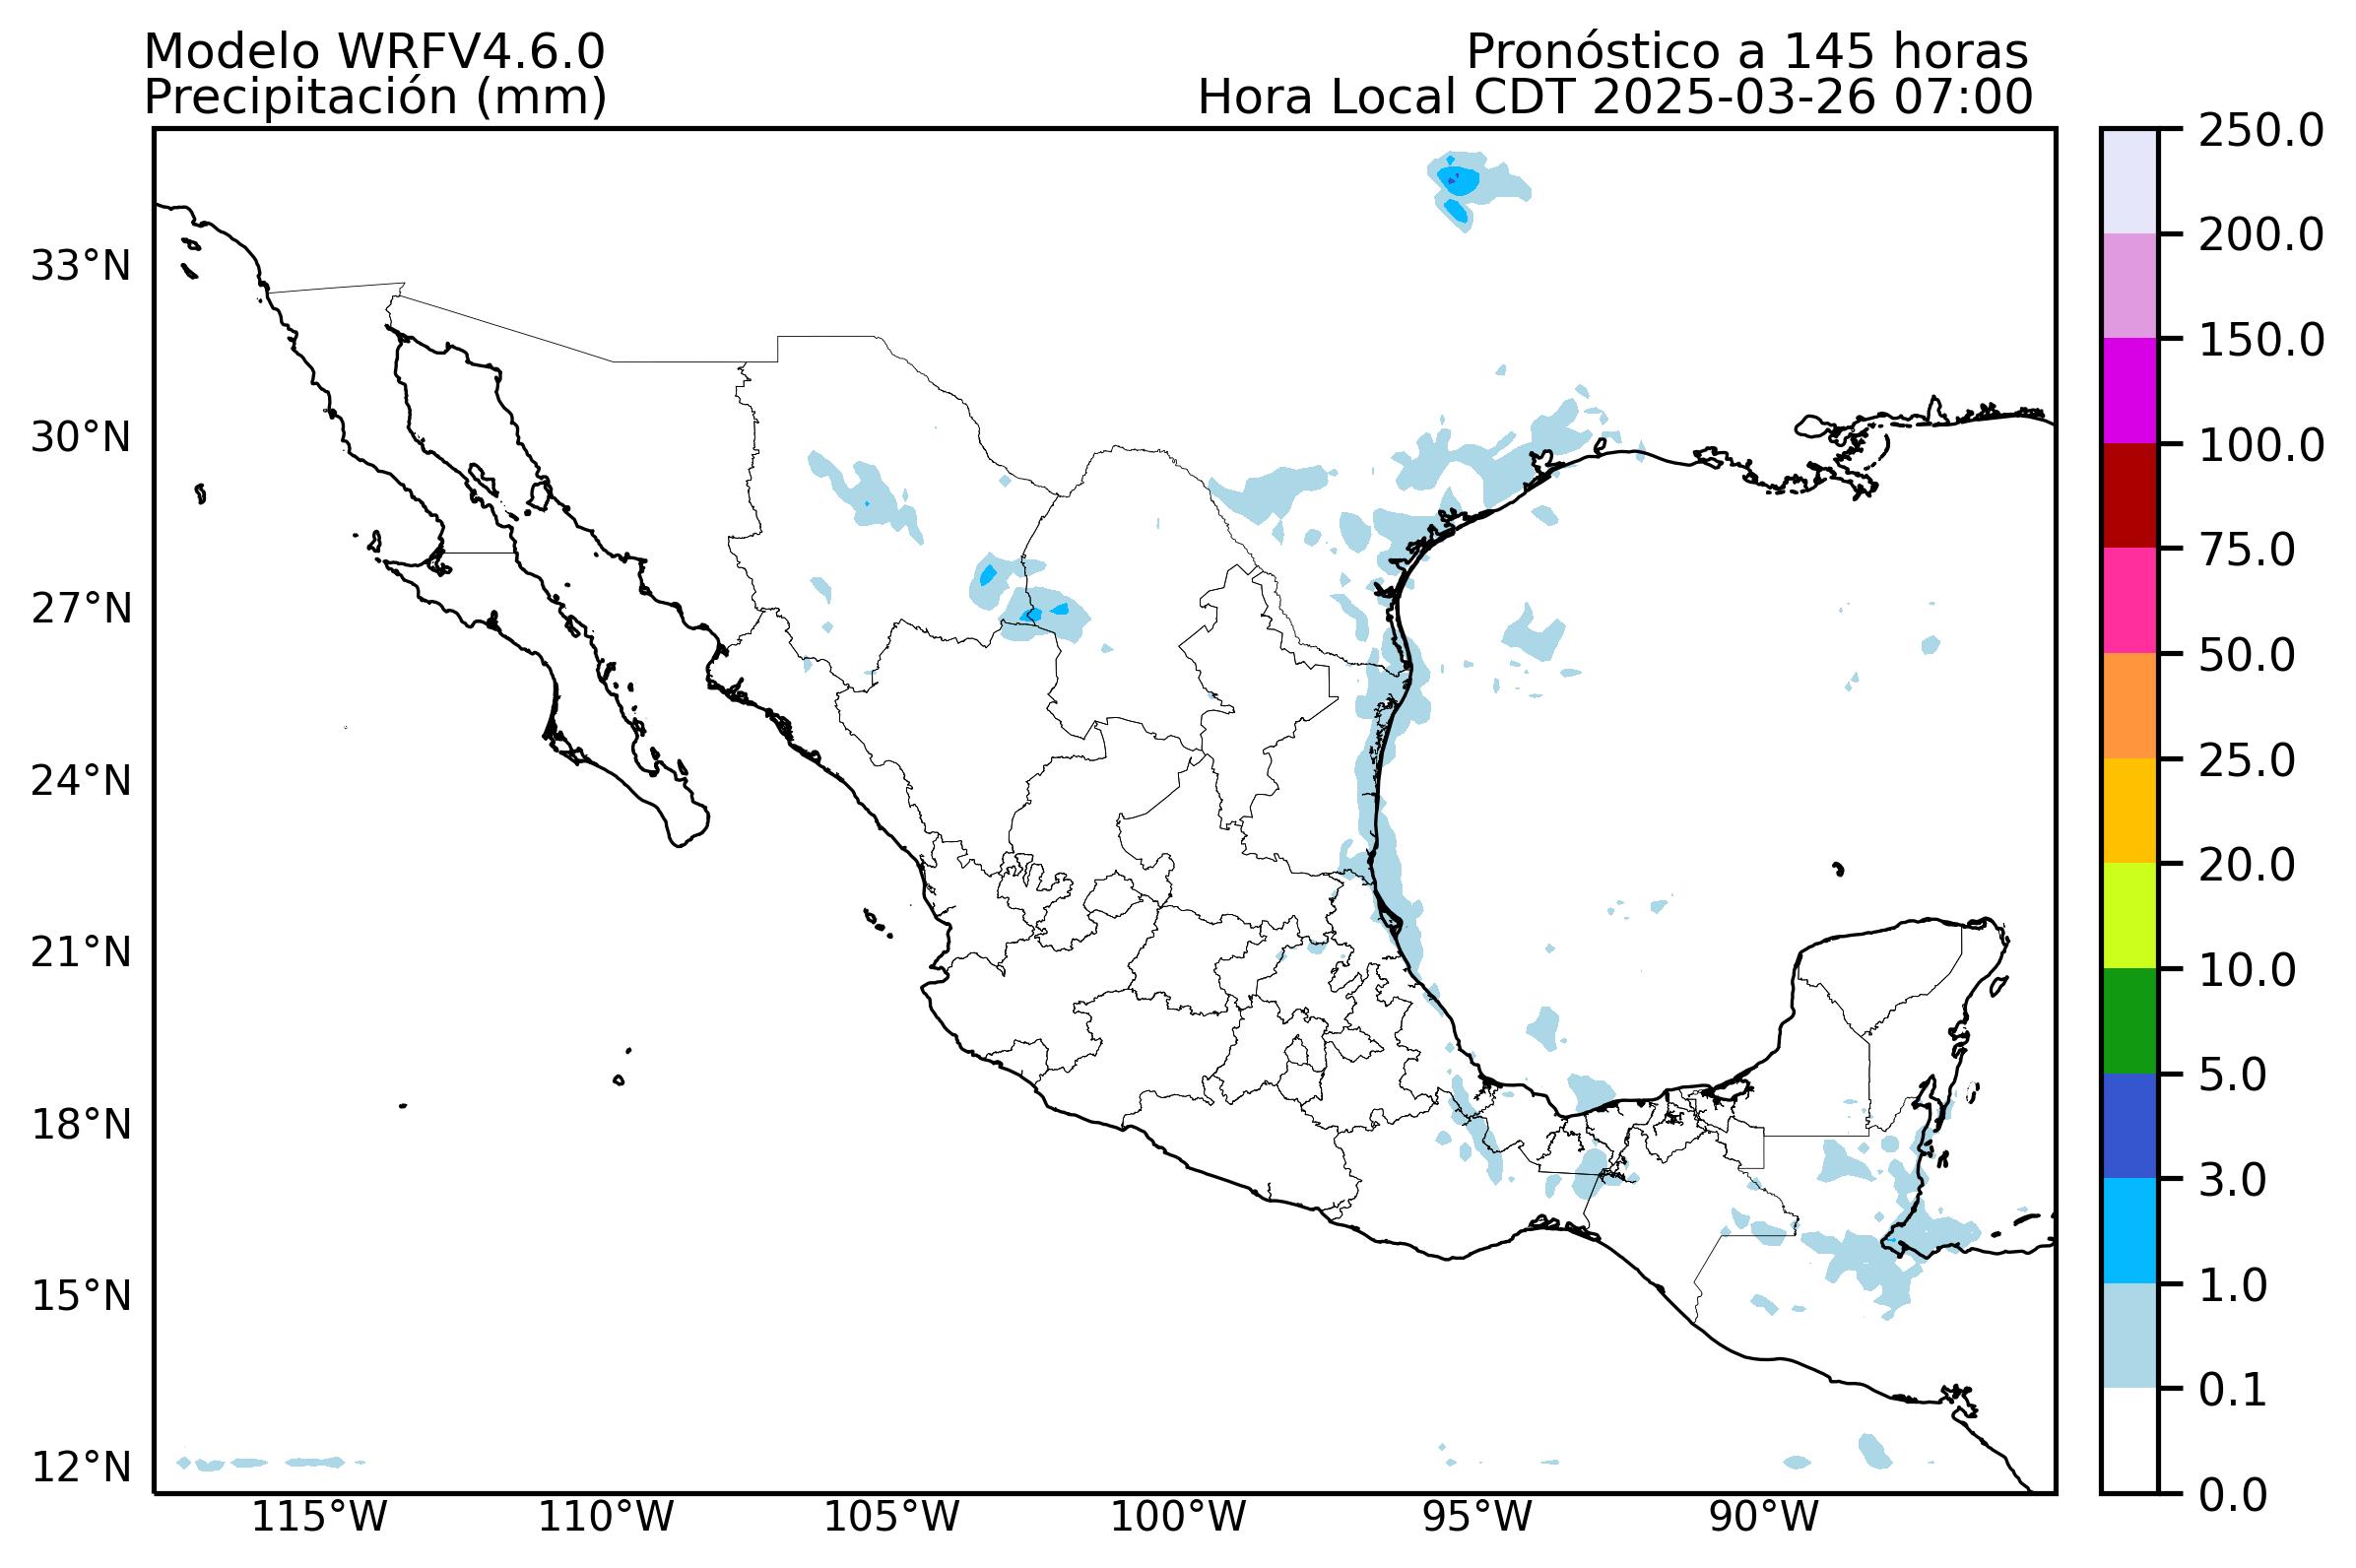 Modelo WRFV4.6.0
Precipitación (mm)
Pronóstico a 145 horas
Hora Local CDT 2025-03-26 07:00
33°N
30°N
27°N
24°N
21°N
18°N
15°N
12°N
115°W
110°W
105°W
100°W
95°W
90°W
250.0
200.0
150.0
100.0
75.0
50.0
25.0
20.0
10.0
5.0
3.0
1.0
0.1
0.0